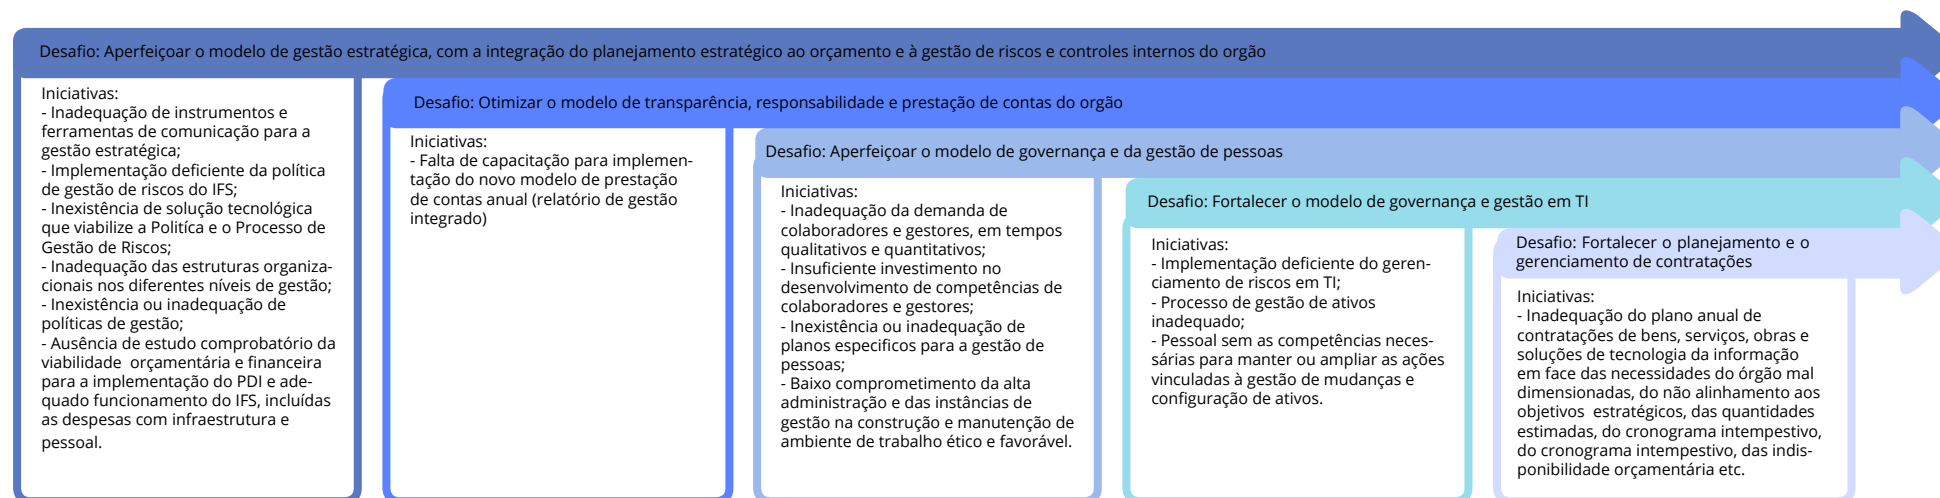 Desafio: Aperfeiçoar o modelo de gestão estratégica, com a integração do planejamento estratégico ao orçamento e à gestão de riscos e controles internos do orgão
Iniciativas:
- Inadequação de instrumentos e
ferramentas de comunicação para a
gestão estratégica;
- Implementação deficiente da política
de gestão de riscos do IFS;
- Inexistência de solução tecnológica
que viabilize a Politíca e o Processo de
Gestão de Riscos;
- Inadequação das estruturas organiza-
cionais nos diferentes níveis de gestão;
- Inexistência ou inadequação de
políticas de gestão;
- Ausência de estudo comprobatório da
viabilidade orçamentária e financeira
para a implementação do PDI e ade-
quado funcionamento do IFS, incluídas
as despesas com infraestrutura e
pessoal.
Desafio: Otimizar o modelo de transparência, responsabilidade e prestação de contas do orgão
Iniciativas:
- Falta de capacitação para implemen-
tação do novo modelo de prestação
de contas anual (relatório de gestão
integrado)
Desafio: Aperfeiçoar o modelo de governança e da gestão de pessoas
Iniciativas:
- Inadequação da demanda de
colaboradores e gestores, em tempos
qualitativos e quantitativos;
- Insuficiente investimento no
desenvolvimento de competências de
colaboradores e gestores;
- Inexistência ou inadequação de
planos especificos para a gestão de
pessoas;
- Baixo comprometimento da alta
administração e das instâncias de
gestão na construção e manutenção de
ambiente de trabalho ético e favorável.
Desafio: Fortalecer o modelo de governança e gestão em TI
Iniciativas:
- Implementação deficiente do geren-
ciamento de riscos em TI;
- Processo de gestão de ativos
inadequado;
- Pessoal sem as competências neces-
sárias para manter ou ampliar as ações
vinculadas à gestão de mudanças e
configuração de ativos.
Desafio: Fortalecer o planejamento e o
gerenciamento de contratações
Iniciativas:
- Inadequação do plano anual de
contratações de bens, serviços, obras e
soluções de tecnologia da informação
em face das necessidades do órgão mal
dimensionadas, do não alinhamento aos
objetivos estratégicos, das quantidades
estimadas, do cronograma intempestivo,
do cronograma intempestivo, das indis-
ponibilidade orçamentária etc.